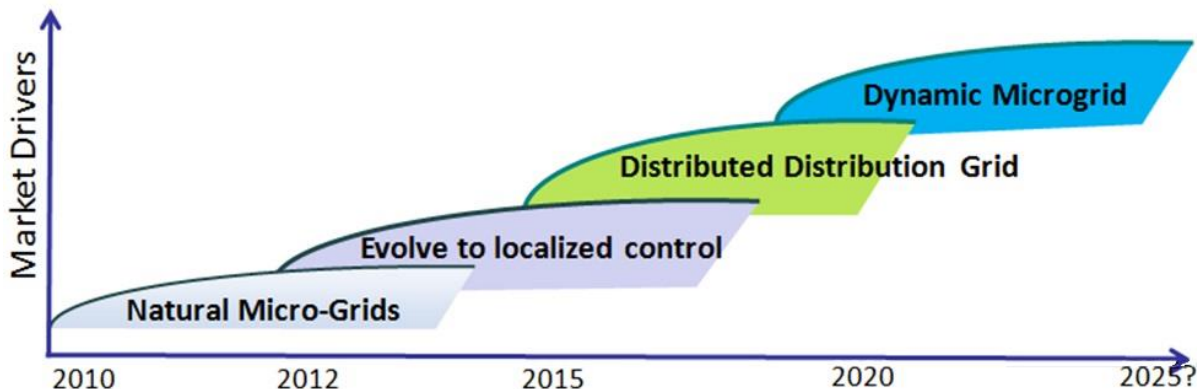 Market Drivers
Dynamic Microgrid
Distributed Distribution Grid
Evolve to localized control
Natural Micro-Grids
2010 2012 2015 2020 2025?